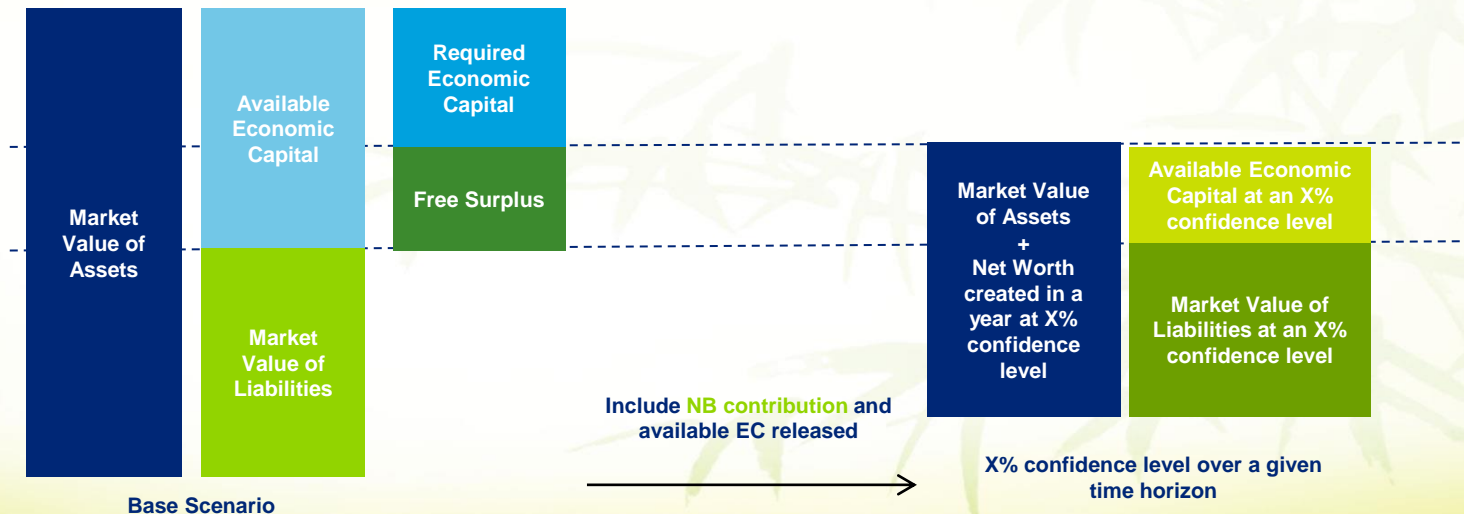 Market
Value of
Assets
Available
Economic
Capital
Market
Value of
Liabilities
Required
Economic
Capital
Free Surplus
Base Scenario
Include NB contribution and
available EC released
Market Value
of Assets
+
Net Worth
created in a
year at X%
confidence
level
Available Economic
Capital at an X%
confidence level
Market Value of
Liabilities at an X%
confidence level
X% confidence level over a given
time horizon